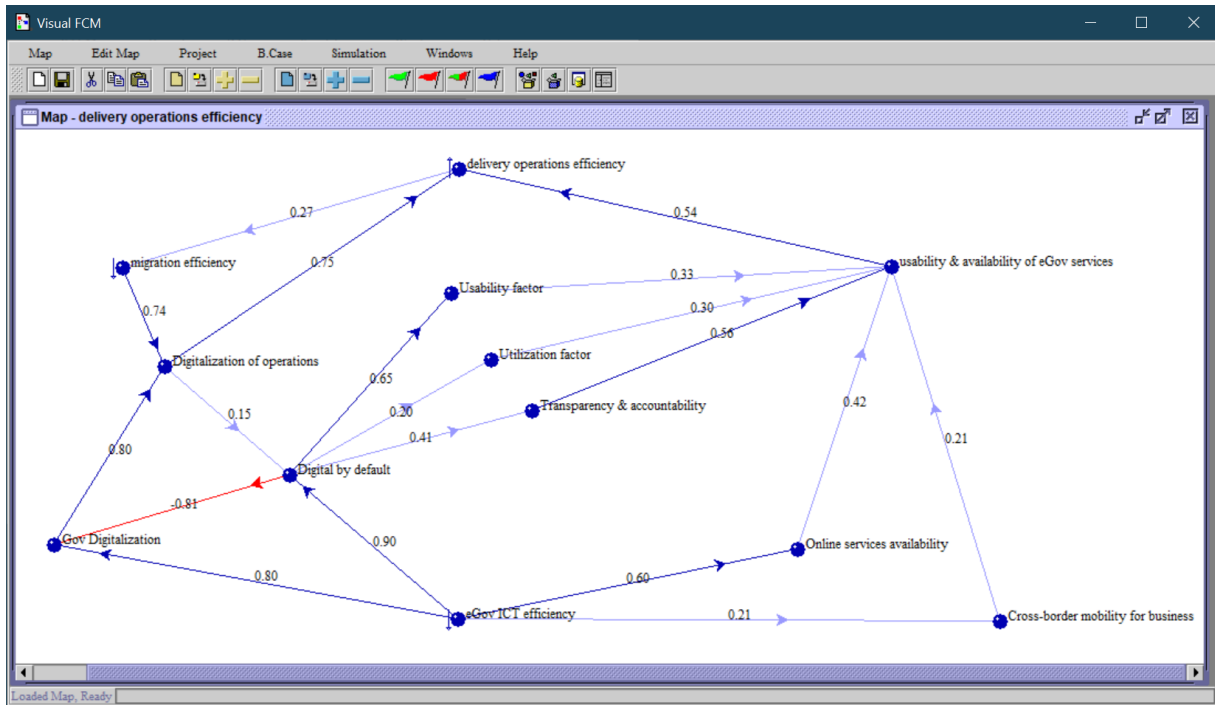 Visual FCM
Map Edit Map Project B.Case Simulation Windows Help
Map - delivery operations efficiency
delivery operations efficiency
0.27
0.54
migration efficiency
0.75
usability & availability of eGov services
0.33
Usability factor
0.30
0.74
0.56
Utilization factor
Digitalization of operations
0.65
0.20
Transparency & accountability
0.42
0.15
0.41
0.21
0.80
Digital by default
-0.81
Gov Digitalization
0.90
Online services availability
0.80
0.60
eGov ICT efficiency
0.21
Cross-border mobility for business
Loaded Map, Ready